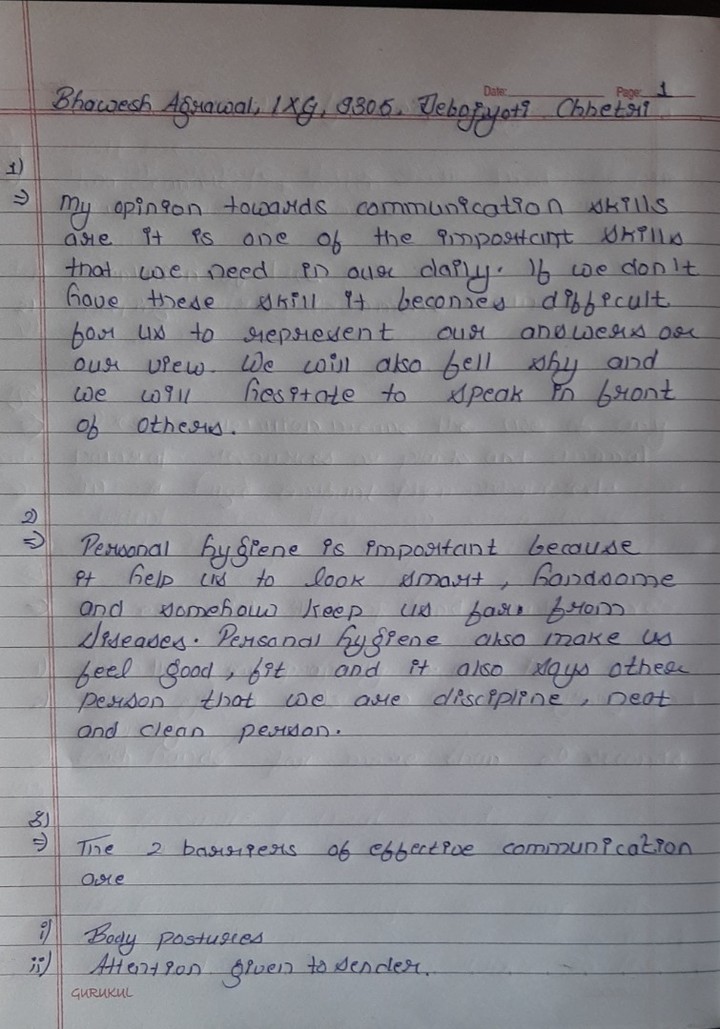 Date: Page: 1
Bhawesh Agrawal, IXG, 9305, Debojyoti Chhetri
1)
⇒ My opinion towards communication skills
are it is one of the important skills
that we need in our daily. If we don't
have these skill it becomes difficult
for us to represent our answers or
our view. We will also fell shy and
we will hesitate to speak in front
of others.
2)
⇒ Personal hygiene is important because
it help us to look smart, handsome
and somehow keep us far. from
diseases. Personal hygiene also make us
feel good, fit and it also says other
person that we are discipline, neat
and clean person.
3)
⇒ The 2 barriers of effective communication
are
i) Body postures
ii) Attention given to sender.
GURUKUL